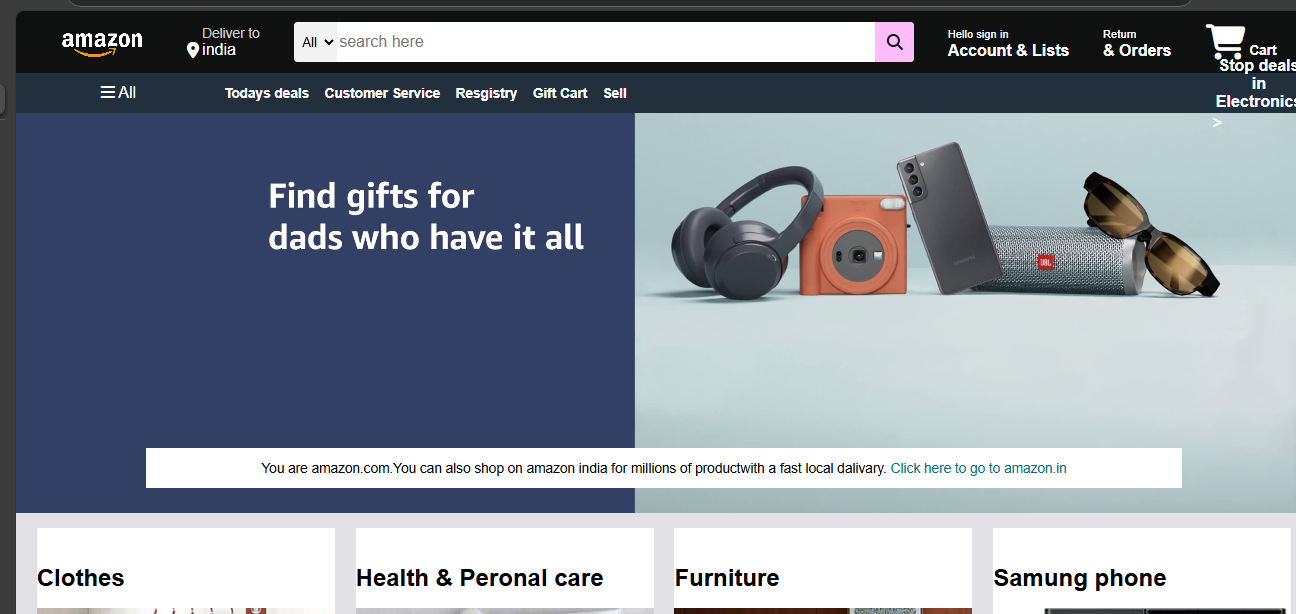 amazon
Deliver to
india
All
search here
Hello sign in
Account & Lists
Return
& Orders
Cart
Stop deals
in
Electronics
>
All
Todays deals
Customer Service
Resgistry
Gift Cart
Sell
Find gifts for
dads who have it all
SAMSUNG
JBL
You are amazon.com.You can also shop on amazon india for millions of productwith a fast local dalivary. Click here to go to amazon.in
Clothes
Health & Peronal care
Furniture
Samung phone